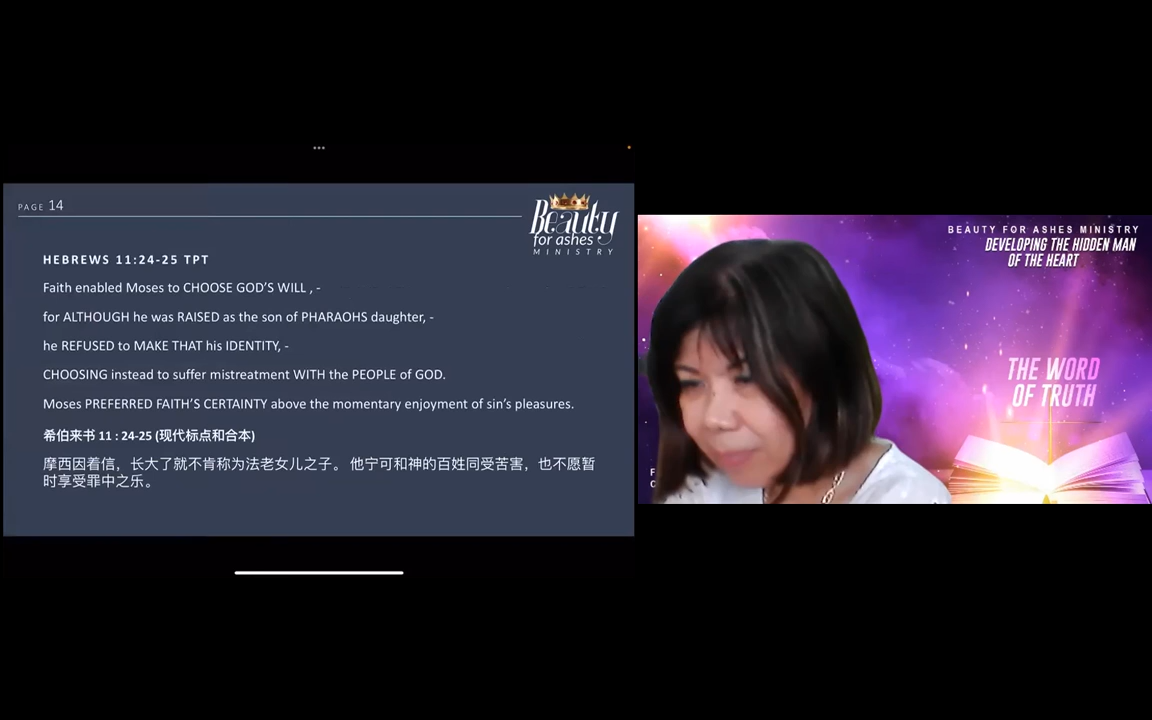 PAGE 14
Beauty
for ashes
MINISTRY
HEBREWS 11:24-25 TPT
Faith enabled Moses to CHOOSE GOD'S WILL , -
for ALTHOUGH he was RAISED as the son of PHARAOHS daughter, -
he REFUSED to MAKE THAT his IDENTITY, -
CHOOSING instead to suffer mistreatment WITH the PEOPLE of GOD.
Moses PREFERRED FAITH'S CERTAINTY above the momentary enjoyment of sin's pleasures.
希伯来书 11 : 24-25 (现代标点和合本)
摩西因着信，长大了就不肯称为法老女儿之子。 他宁可和神的百姓同受苦害，也不愿暂
时享受罪中之乐。
BEAUTY FOR ASHES MINISTRY
DEVELOPING THE HIDDEN MAN
OF THE HEART
THE WORD
OF TRUTH